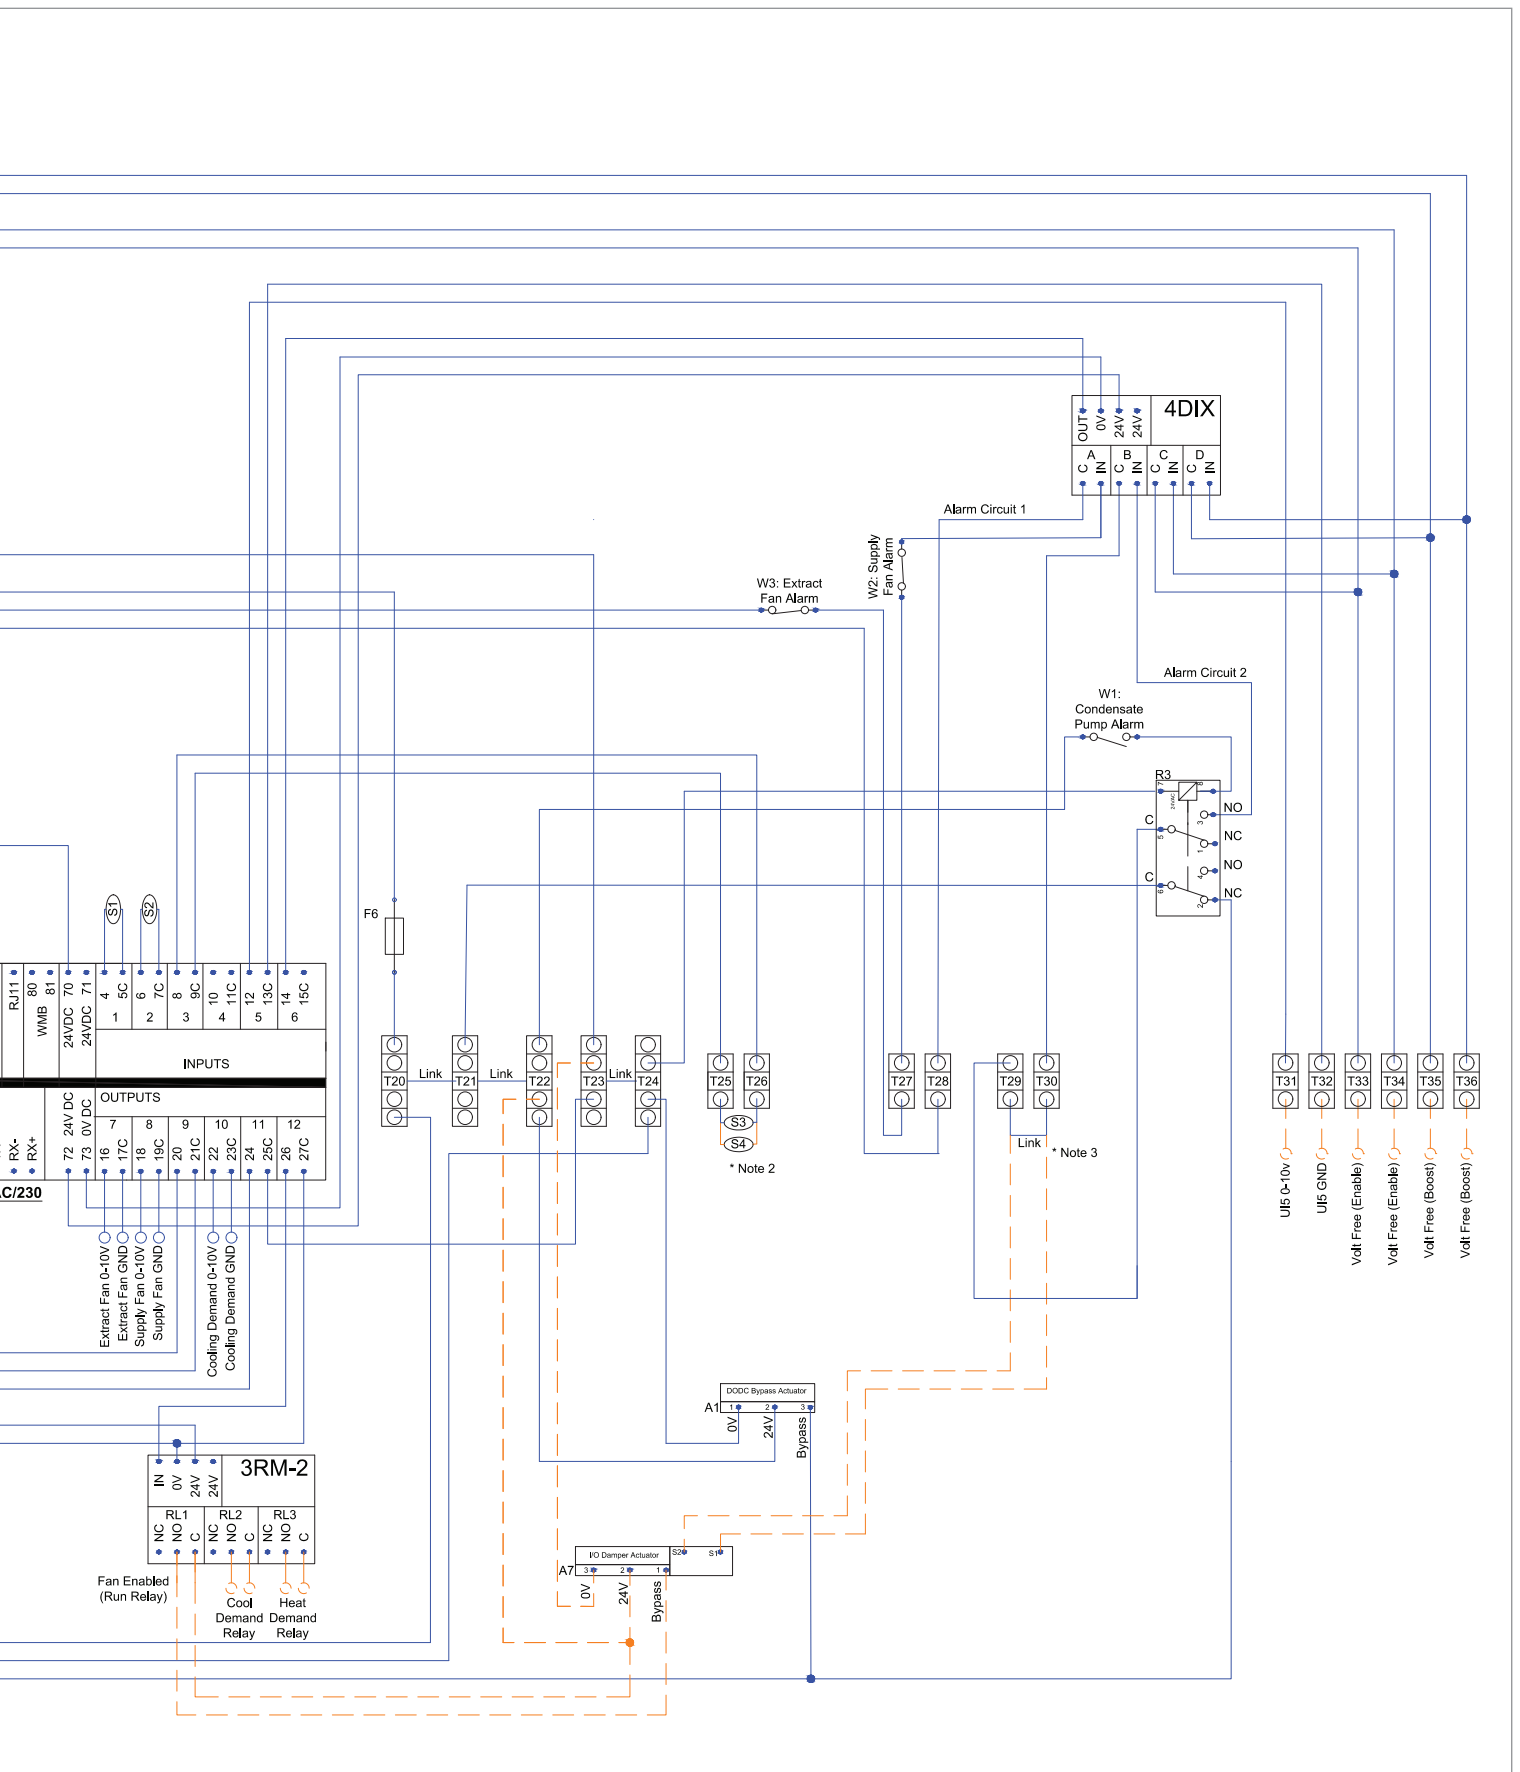 4DIX
OUT
0V
24V
24V
A
B
C
D
C
IN
C
IN
C
IN
C
IN
Alarm Circuit 1
W2: Supply
Fan Alarm
W3: Extract
Fan Alarm
Alarm Circuit 2
W1:
Condensate
Pump Alarm
R3
7
8
24VAC
3
NO
C
5
1
NC
4
NO
C
6
2
NC
F6
S1
S2
RJ11
80
81
WMB
70
71
24VDC
24VDC
4
5C
6
7C
8
9C
10
11C
12
13C
14
15C
1
2
3
4
5
6
INPUTS
OUTPUTS
RX-
RX+
72
73
24V DC
0V DC
7
8
9
10
11
12
16
17C
18
19C
20
21C
22
23C
24
25C
26
27C
C/230
Extract Fan 0-10V
Extract Fan GND
Supply Fan 0-10V
Supply Fan GND
Cooling Demand 0-10V
Cooling Demand GND
T20
Link
T21
Link
T22
T23
Link
T24
T25
T26
S3
S4
* Note 2
T27
T28
T29
T30
Link
* Note 3
T31
T32
T33
T34
T35
T36
UI5 0-10v
UI5 GND
Volt Free (Enable)
Volt Free (Enable)
Volt Free (Boost)
Volt Free (Boost)
DODC Bypass Actuator
A1
1
2
3
0V
24V
Bypass
3RM-2
IN
0V
24V
24V
RL1
RL2
RL3
NC
NO
C
NC
NO
C
NC
NO
C
Fan Enabled
(Run Relay)
Cool
Demand
Relay
Heat
Demand
Relay
I/O Damper Actuator
S2
S1
A7
3
2
1
0V
24V
Bypass